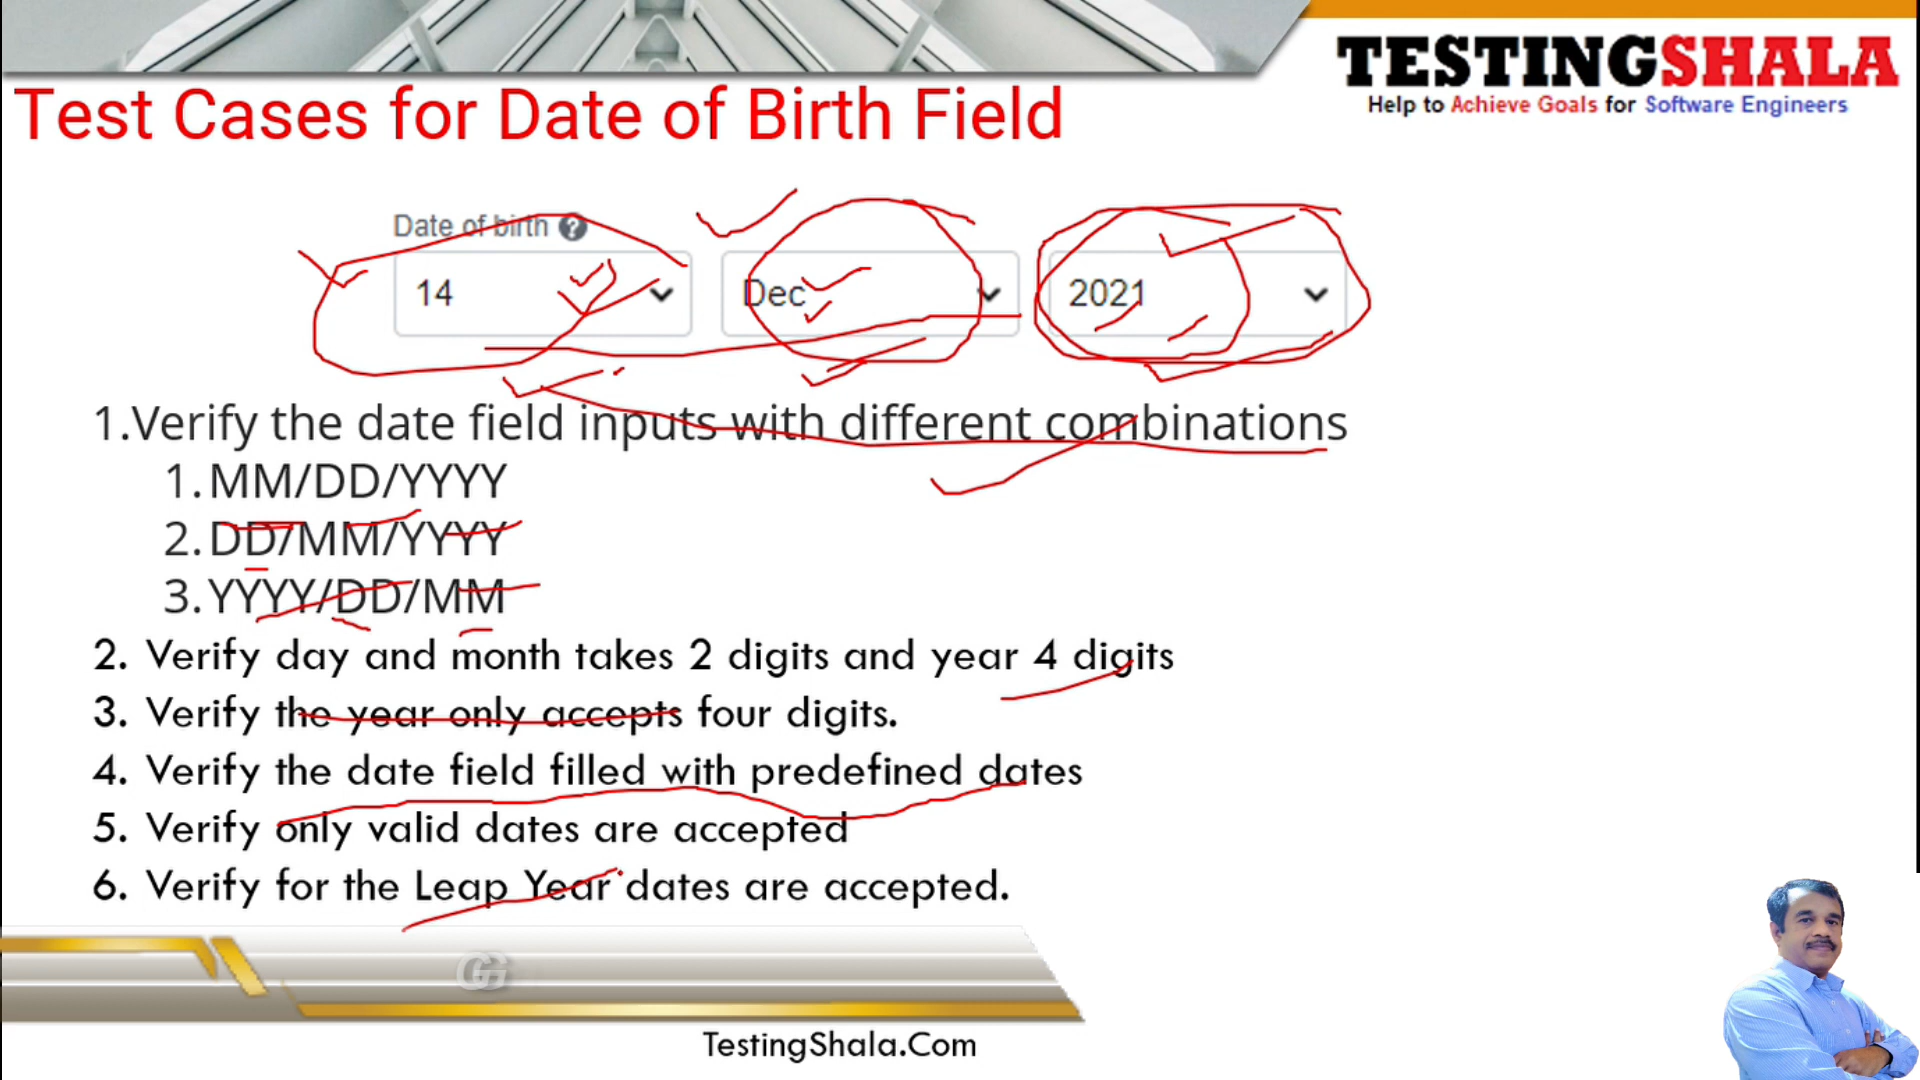 TESTINGSHALA
Help to Achieve Goals for Software Engineers
Test Cases for Date of Birth Field
Date of birth ?
14 Dec 2021
1.Verify the date field inputs with different combinations
1.MM/DD/YYYY
2.DD/MM/YYYY
3.YYYY/DD/MM
2. Verify day and month takes 2 digits and year 4 digits
3. Verify the year only accepts four digits.
4. Verify the date field filled with predefined dates
5. Verify only valid dates are accepted
6. Verify for the Leap Year dates are accepted.
TestingShala.Com